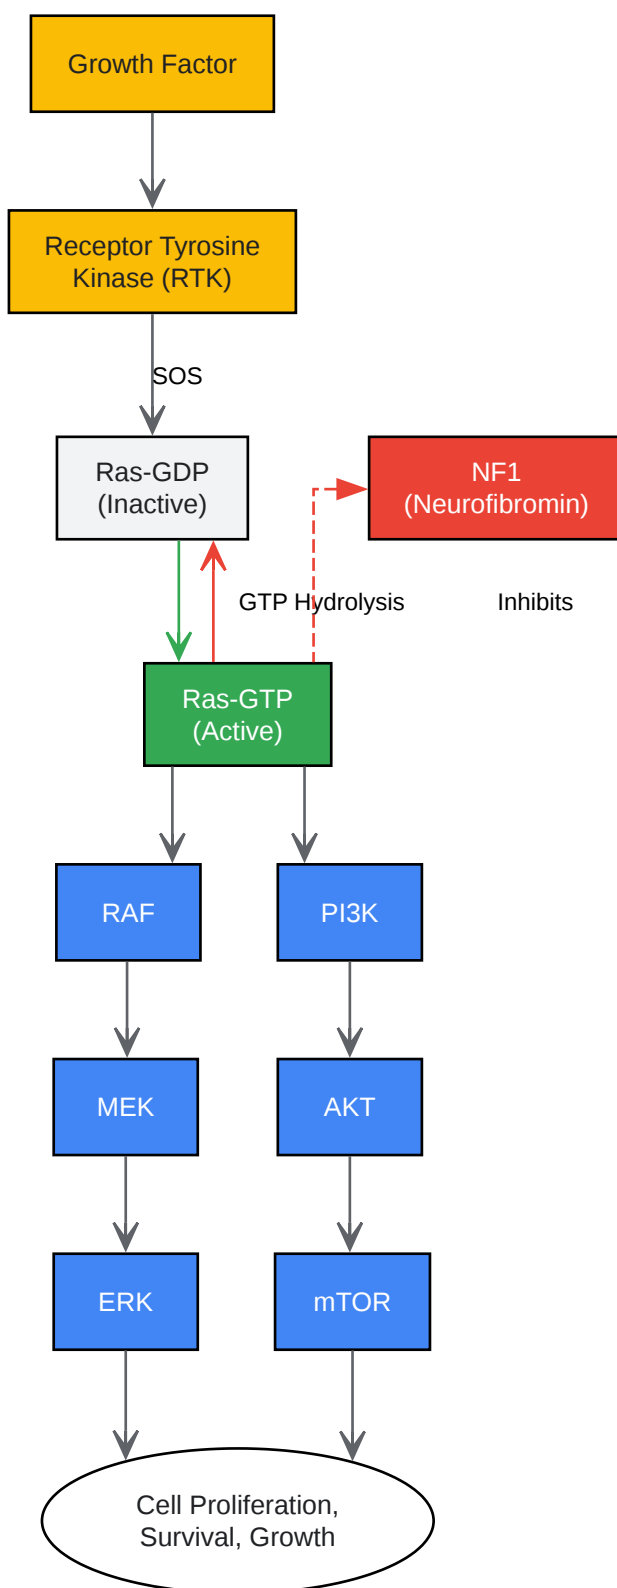 Growth Factor
Receptor Tyrosine
Kinase (RTK)
SOS
Ras-GDP
(Inactive)
NF1
(Neurofibromin)
GTP Hydrolysis
Inhibits
Ras-GTP
(Active)
RAF
PI3K
MEK
AKT
ERK
mTOR
Cell Proliferation,
Survival, Growth